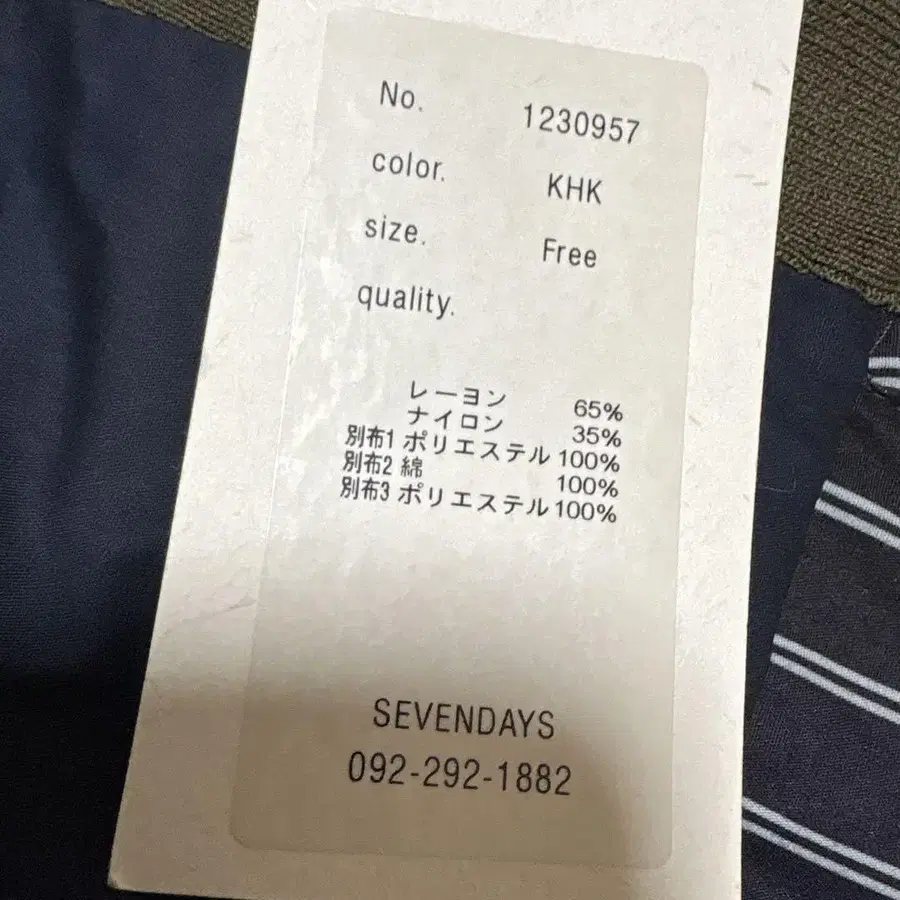 No. 1230957
color. KHK
size. Free
quality.
レーヨン 65%
ナイロン 35%
別布1 ポリエステル 100%
別布2 綿 100%
別布3 ポリエステル 100%
SEVENDAYS
092-292-1882